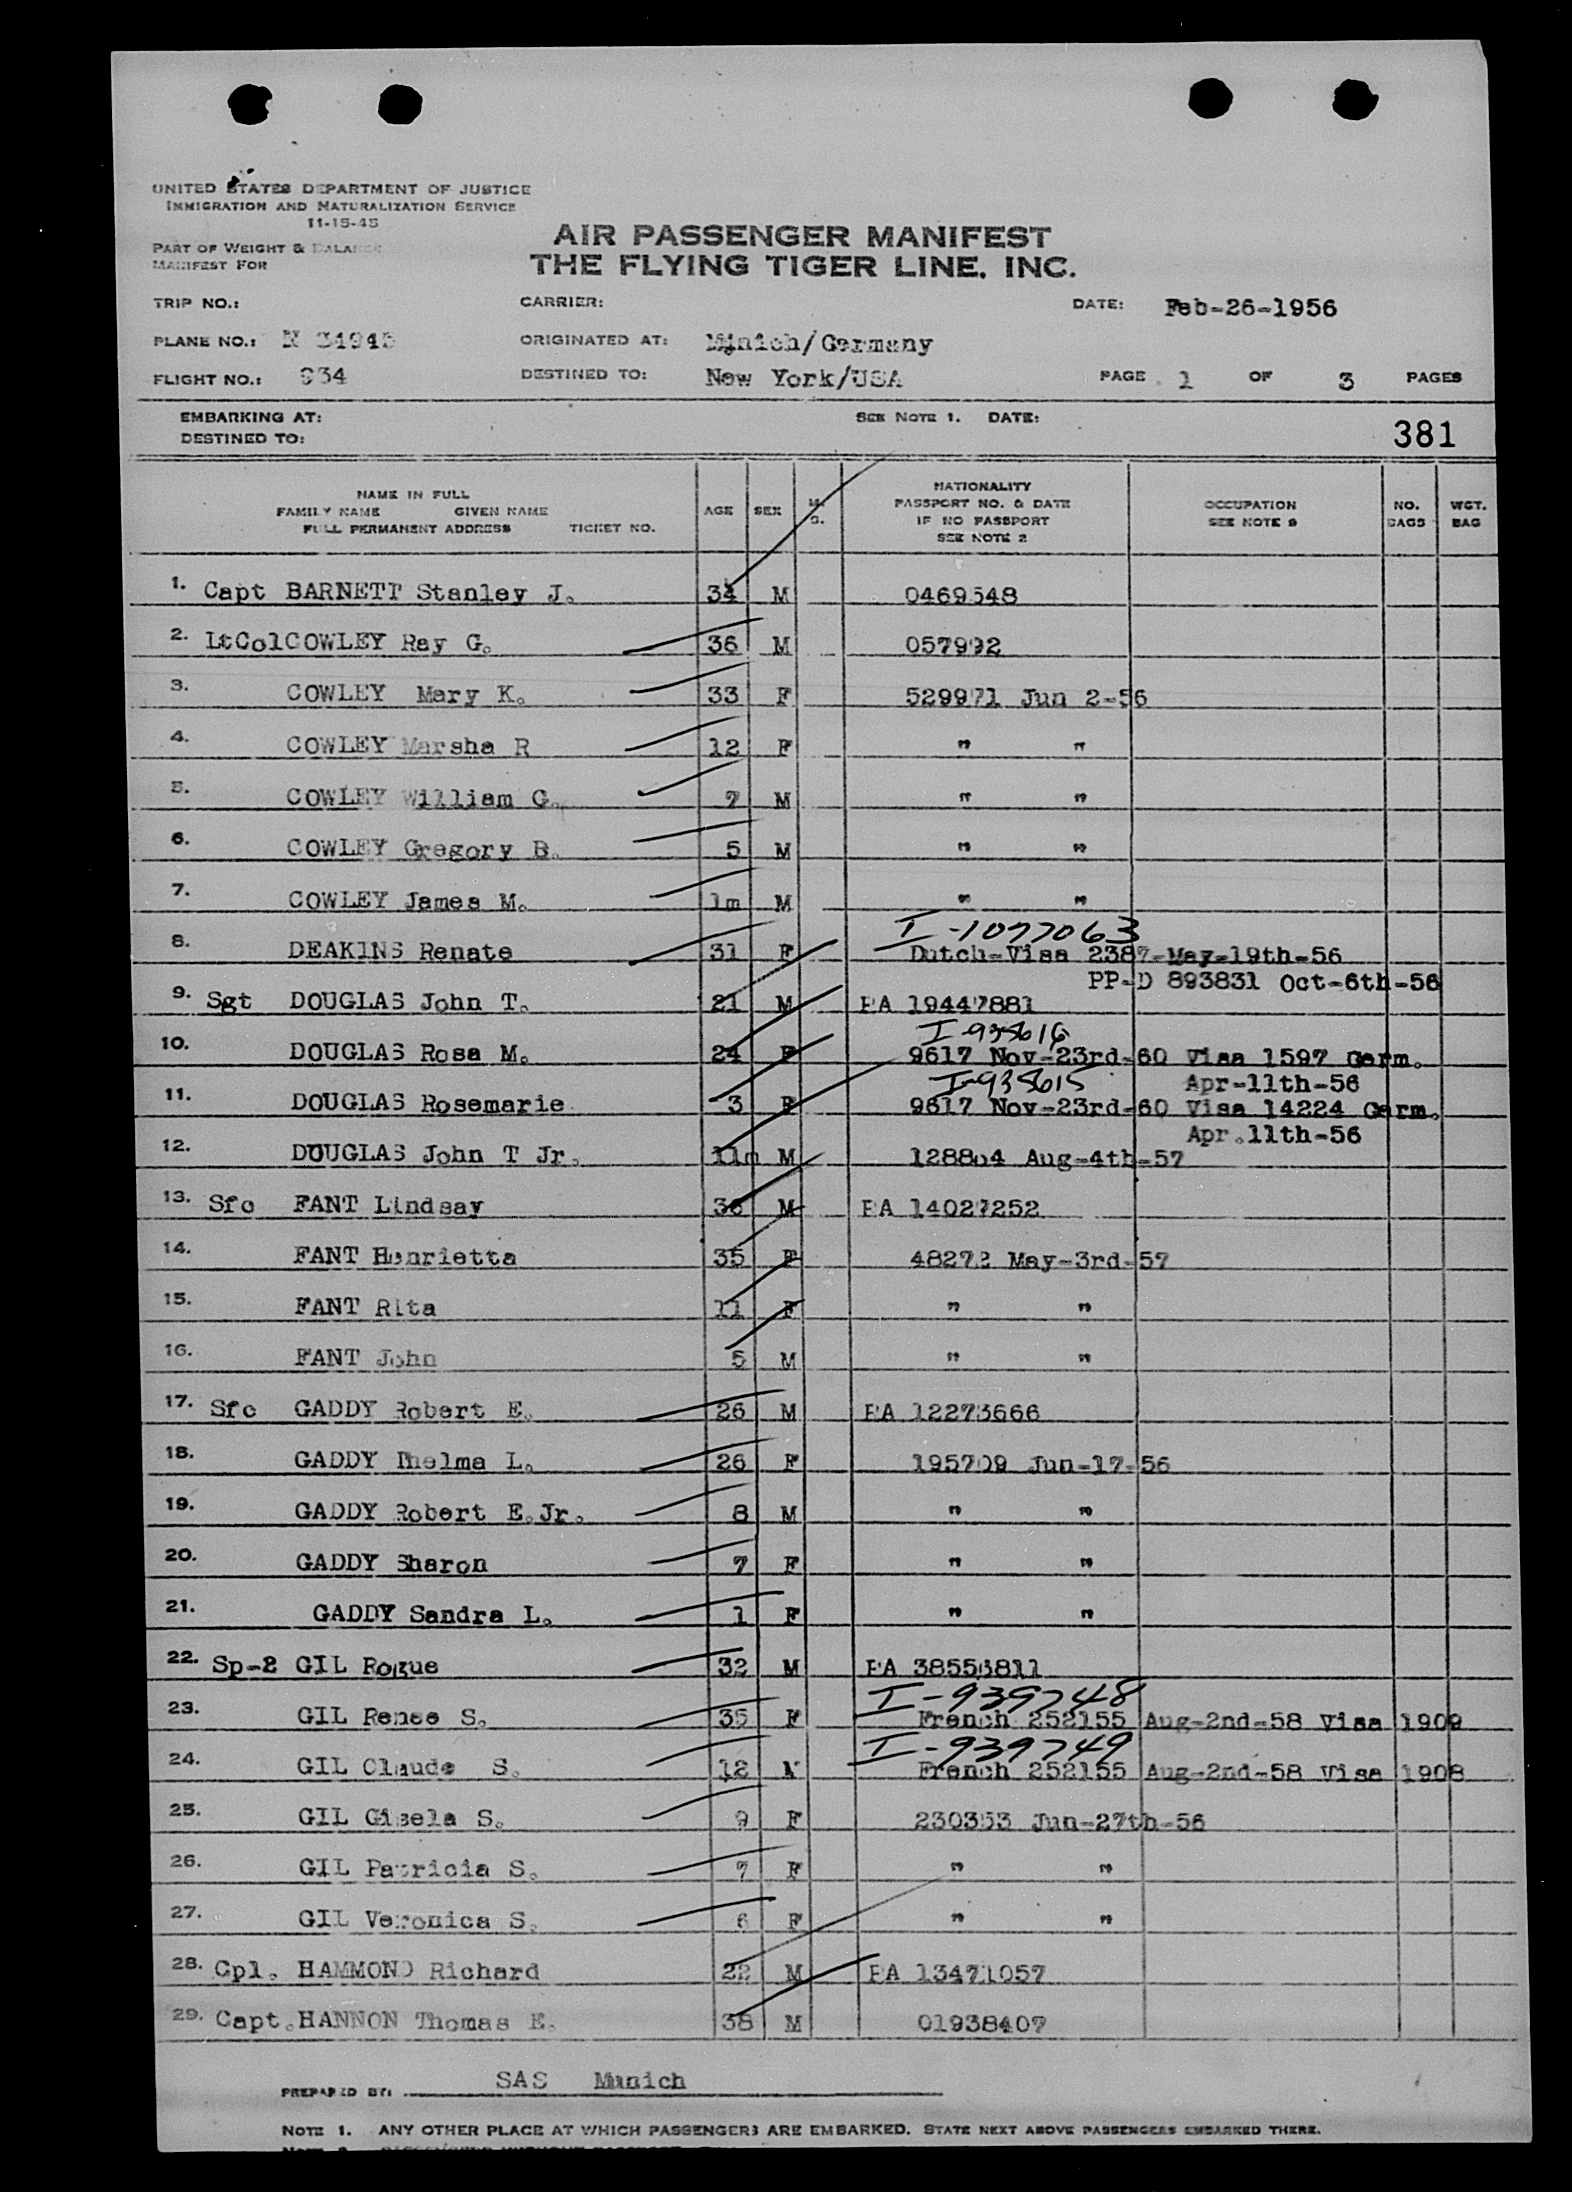 UNITED STATES DEPARTMENT OF JUSTICE
IMMIGRATION AND NATURALIZATION SERVICE
11-15-45
PART OF WEIGHT & BALANCE
MANIFEST FOR
AIR PASSENGER MANIFEST
THE FLYING TIGER LINE, INC.
TRIP NO.: CARRIER: DATE: Feb-26-1956
PLANE NO.: N ORIGINATED AT: Minich/Germany
FLIGHT NO.: 934 DESTINED TO: New York/USA PAGE 1 OF 3 PAGES
EMBARKING AT: SEE NOTE 1. DATE:
DESTINED TO: 381
NAME IN FULL
FAMILY NAME GIVEN NAME
FULL PERMANENT ADDRESS TICKET NO. AGE SEX M. S. NATIONALITY PASSPORT NO. & DATE IF NO PASSPORT SEE NOTE 2 OCCUPATION SEE NOTE 9 NO. BAGS WGT. BAG
1. Capt BARNETT Stanley J. 34 M 0469548
2. LtColCOWLEY Ray G. 36 M 057992
3. COWLEY Mary K. 33 F 529971 Jun 2-56
4. COWLEY Marsha R 12 F " "
5. COWLEY William G. 7 M " "
6. COWLEY Gregory B. 5 M " "
7. COWLEY James M. 1m M " "
I-1077063
8. DEAKINS Renate 31 F Dutch-Visa 2387-May-19th-56
PP-D 893831 Oct-6th-56
9. Sgt DOUGLAS John T. 21 M RA 19447881
I-935616
10. DOUGLAS Rosa M. 24 F 9617 Nov-23rd-60 Visa 1597 Germ.
I-935615 Apr-11th-56
11. DOUGLAS Rosemarie 3 F 9617 Nov-23rd-60 Visa 14224 Germ.
Apr.11th-56
12. DOUGLAS John T Jr. 11m M 128804 Aug-4th-57
13. Sfc FANT Lindsay 36 M RA 14027252
14. FANT Henrietta 35 F 48272 May-3rd-57
15. FANT Rita 11 F " "
16. FANT John 5 M " "
17. Sfc GADDY Robert E. 26 M RA 12273666
18. GADDY Thelma L. 26 F 195709 Jun-17-56
19. GADDY Robert E.Jr. 8 M " "
20. GADDY Sharon 7 F " "
21. GADDY Sandra L. 1 F " "
22. Sp-2 GIL Roque 32 M RA 38553811
I-939748
23. GIL Renee S. 35 F French 252155 Aug-2nd-58 Visa 1909
I-939749
24. GIL Claude S. 12 M French 252155 Aug-2nd-58 Visa 1908
25. GIL Gisela S. 9 F 230353 Jun-27th-56
26. GIL Patricia S. 7 F " "
27. GIL Veronica S. 6 F " "
28. Cpl. HAMMOND Richard 22 M RA 13471057
29. Capt.HANNON Thomas E. 38 M 01938407
PREPARED BY: SAS Munich
NOTE 1. ANY OTHER PLACE AT WHICH PASSENGERS ARE EMBARKED. STATE NEXT ABOVE PASSENGERS EMBARKED THERE.